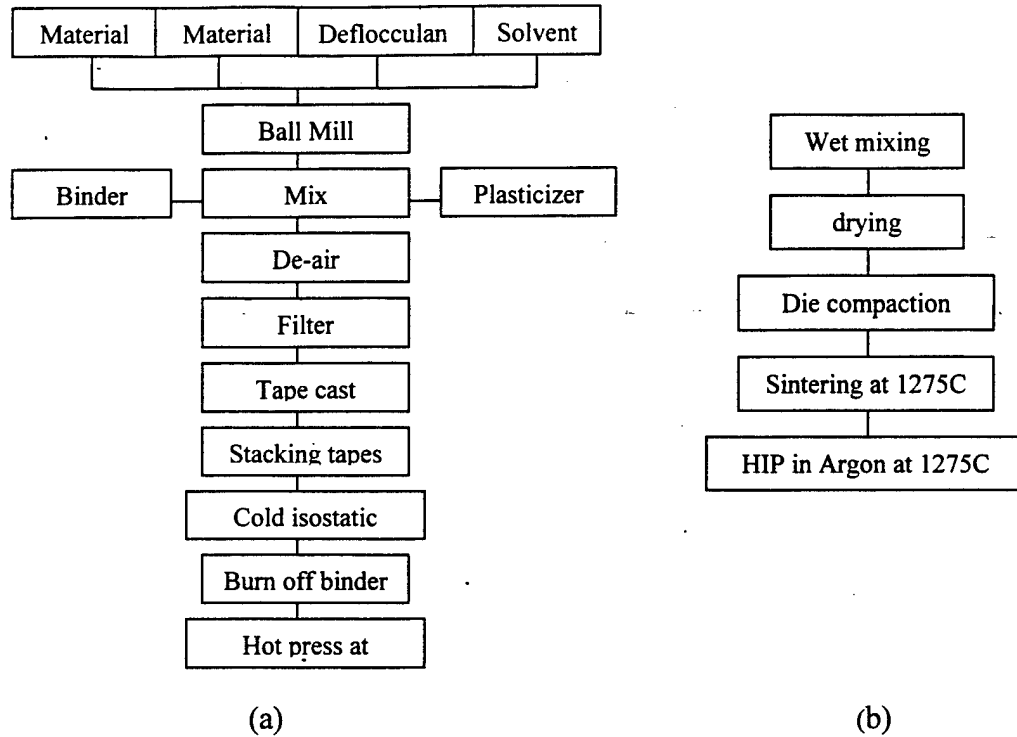 Material Material Deflocculan Solvent
Ball Mill
Binder Mix Plasticizer
De-air
Filter
Tape cast
Stacking tapes
Cold isostatic
Burn off binder
Hot press at
(a)
Wet mixing
drying
Die compaction
Sintering at 1275C
HIP in Argon at 1275C
(b)